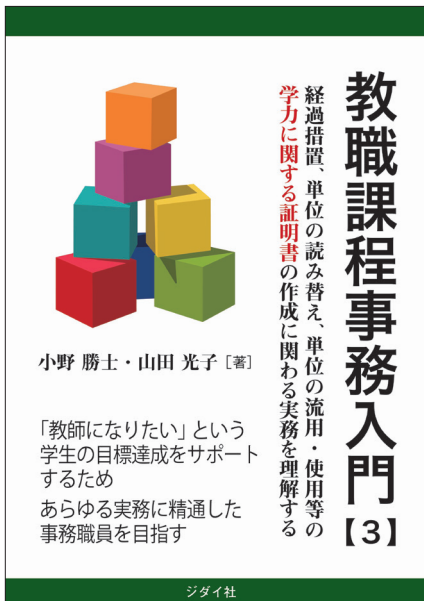 教職課程事務入門【3】
経過措置、単位の読み替え、単位の流用・使用等の
学力に関する証明書の作成に関わる実務を理解する
小野 勝士・山田 光子［著］
「教師になりたい」という
学生の目標達成をサポート
するため
あらゆる実務に精通した
事務職員を目指す
ジダイ社